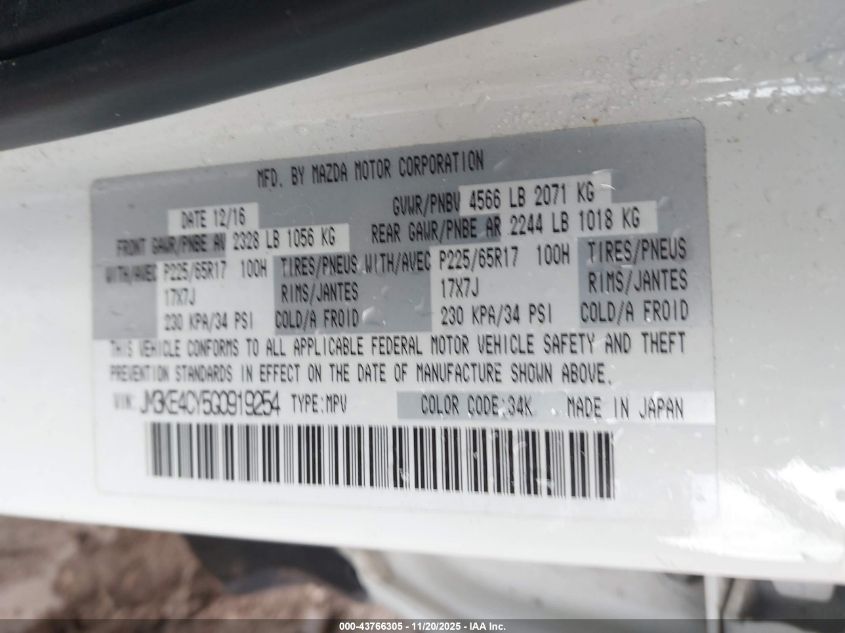 MFD. BY MAZDA MOTOR CORPORATION
DATE 12/16 GVWR/PNBV 4566 LB 2071 KG
FRONT GAWR/PNBE AV 2328 LB 1056 KG REAR GAWR/PNBE AR 2244 LB 1018 KG
WITH/AVEC P225/65R17 100H TIRES/PNEUS WITH/AVEC P225/65R17 100H TIRES/PNEUS
17X7J RIMS/JANTES 17X7J RIMS/JANTES
230 KPA/34 PSI COLD/A FROID 230 KPA/34 PSI COLD/A FROID
THIS VEHICLE CONFORMS TO ALL APPLICABLE FEDERAL MOTOR VEHICLE SAFETY AND THEFT
PREVENTION STANDARDS IN EFFECT ON THE DATE OF MANUFACTURE SHOWN ABOVE.
VIN: JM3KE4CY5G0919254 TYPE:MPV COLOR CODE:34K MADE IN JAPAN
000-43766305 - 11/20/2025 - IAA Inc.